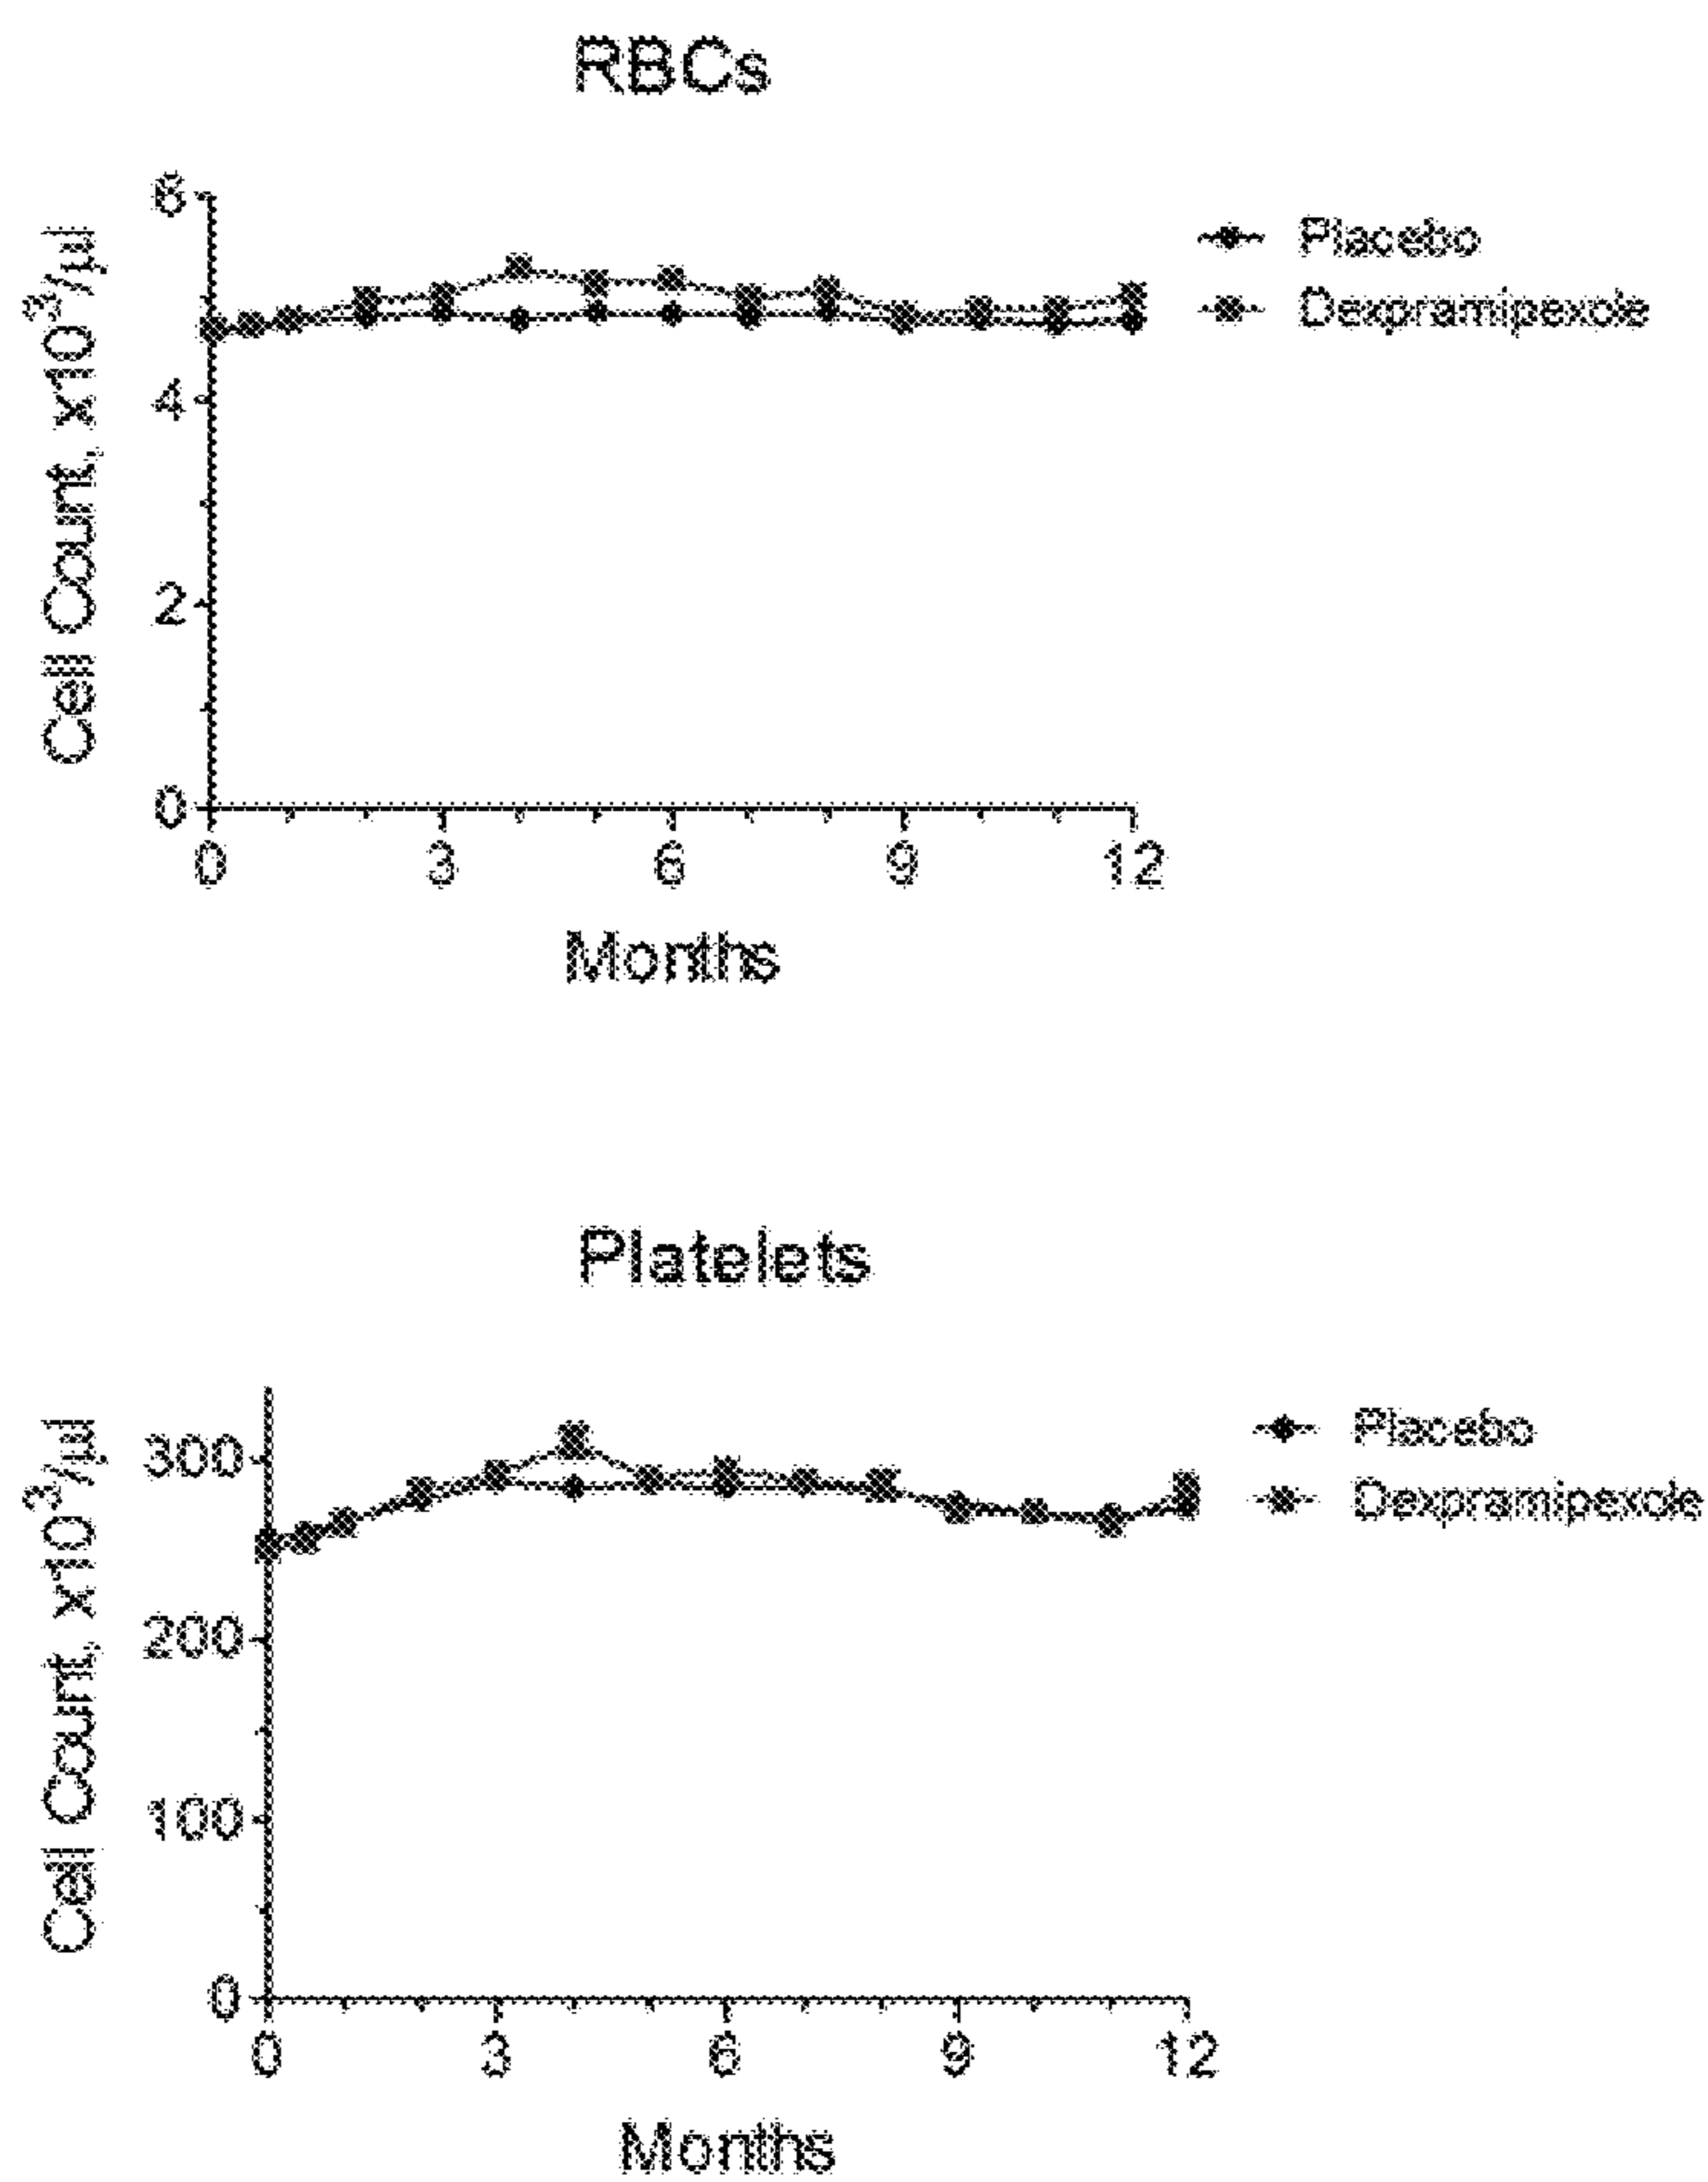 RBCs
Cell Count, x10³/µl
6
4
2
0
0 3 6 9 12
Months
Placebo
Dexpramipexole
Platelets
Cell Count, x10³/µl
300
200
100
0
0 3 6 9 12
Months
Placebo
Dexpramipexole